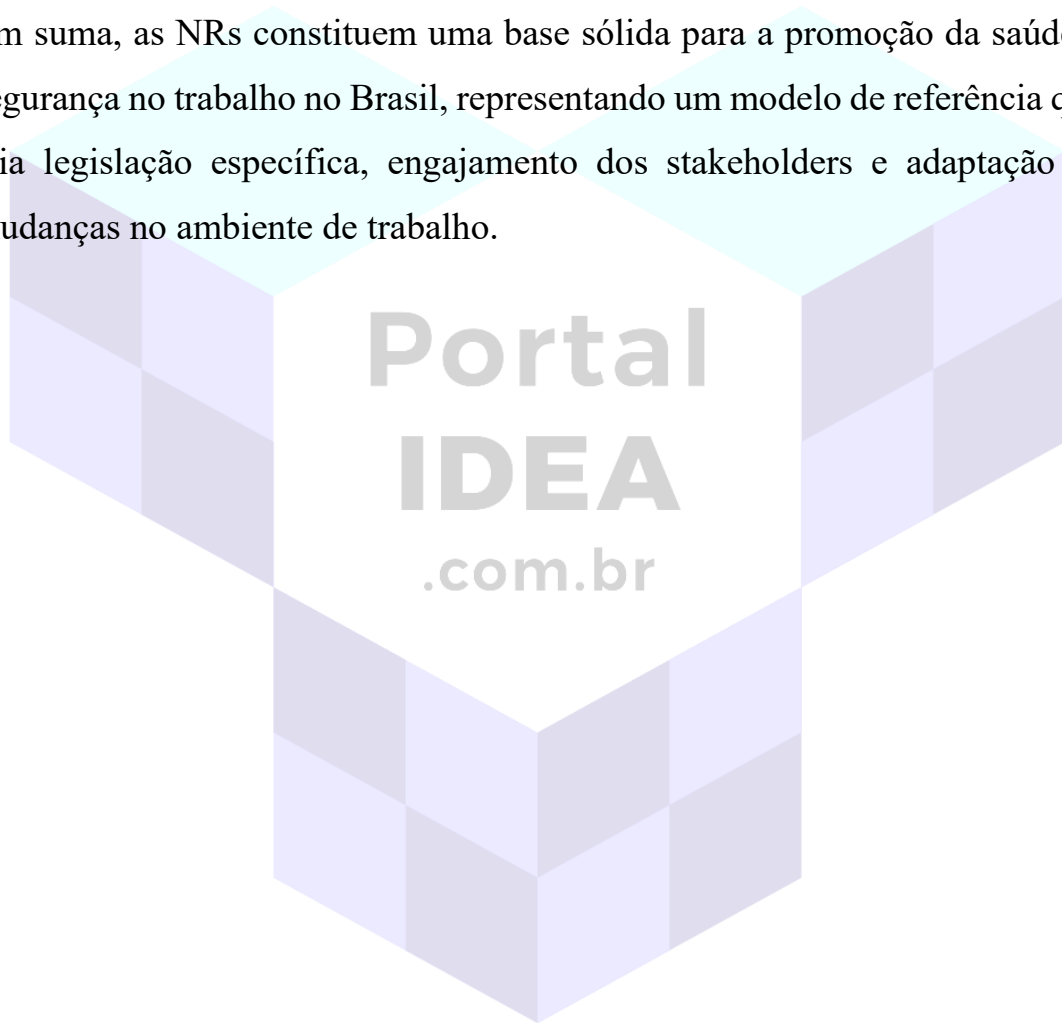 m suma, as NRs constituem uma base sólida para a promoção da saúd
egurança no trabalho no Brasil, representando um modelo de referência
ia legislação específica, engajamento dos stakeholders e adaptação
udanças no ambiente de trabalho.
Portal
IDEA
.com.br